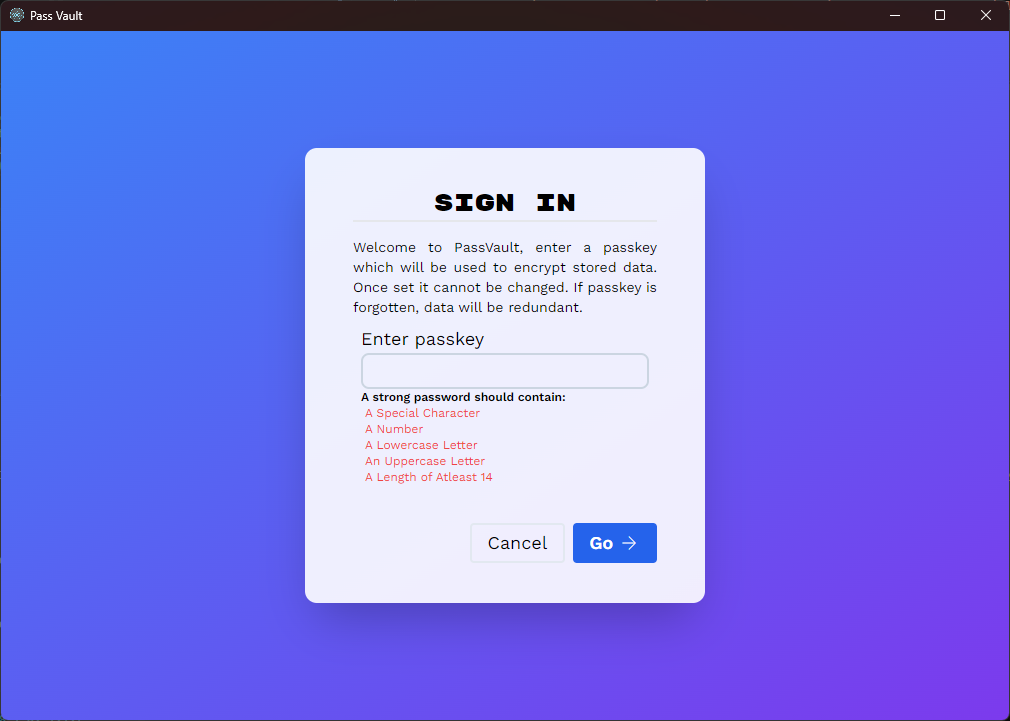 Pass Vault
SIGN IN
Welcome to PassVault, enter a passkey
which will be used to encrypt stored data.
Once set it cannot be changed. If passkey is
forgotten, data will be redundant.
Enter passkey
A strong password should contain:
A Special Character
A Number
A Lowercase Letter
An Uppercase Letter
A Length of Atleast 14
Cancel
Go